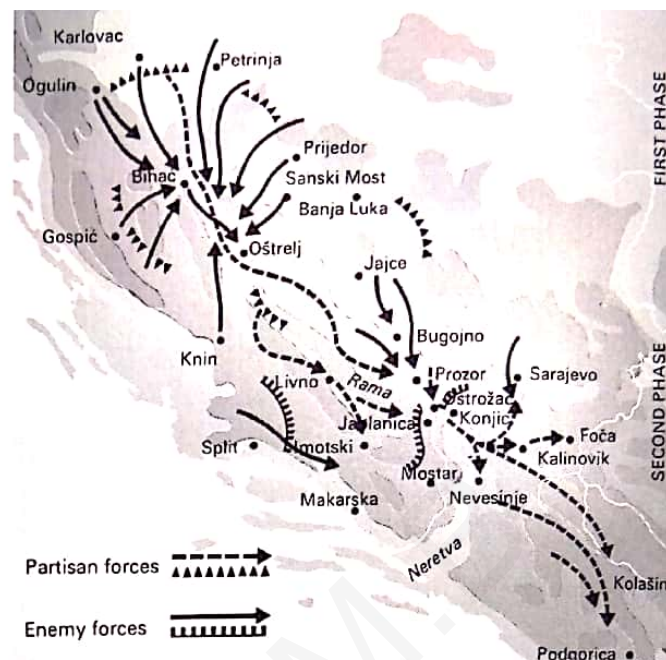 Karlovac
Petrinja
Ogulin
FIRST PHASE
Prijedor
Bihac
Sanski Most
Banja Luka
Gospić
Oštrelj
Jajce
Bugojno
Knin
Prozor
Sarajevo
SECOND PHASE
Livno
Rama
Ostrožac
Konjic
Jablanica
Foča
Split
Imotski
Kalinovik
Mostar
Nevesinje
Makarska
Partisan forces
Neretva
Kolašin
Enemy forces
Podgorica